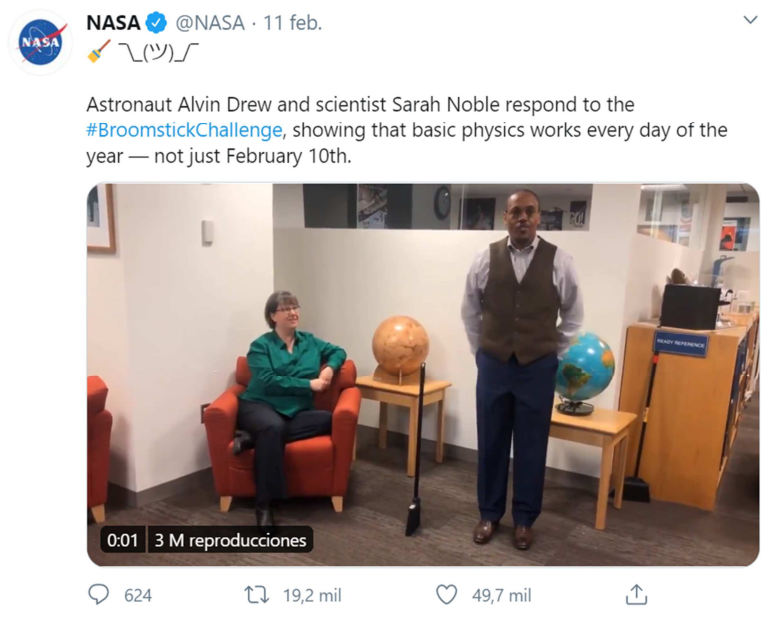 NASA
NASA @NASA · 11 feb.
🧹 ¯\_(ツ)_/¯
Astronaut Alvin Drew and scientist Sarah Noble respond to the
#BroomstickChallenge, showing that basic physics works every day of the
year — not just February 10th.
READY REFERENCE
0:01 3 M reproducciones
624 19,2 mil 49,7 mil